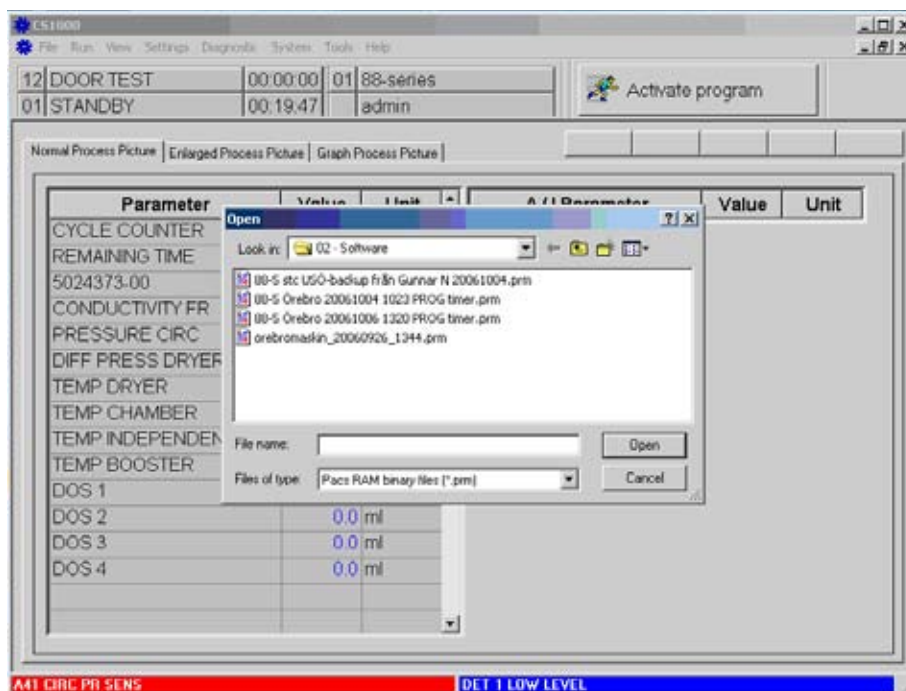 CS1000
File Run View Settings Diagnostic System Tools Help
12 DOOR TEST 00:00:00 01 88-series
01 STANDBY 00:19:47 admin
Activate program
Normal Process Picture Enlarged Process Picture Graph Process Picture
Parameter Value Unit A/I Parameter Value Unit
CYCLE COUNTER
REMAINING TIME
5024373-00
CONDUCTIVITY FR
PRESSURE CIRC
DIFF PRESS DRYER
TEMP DRYER
TEMP CHAMBER
TEMP INDEPENDEN
TEMP BOOSTER
DOS 1
DOS 2 0.0 ml
DOS 3 0.0 ml
DOS 4 0.0 ml
Open
Look in: 02 - Software
88-S stc USÖ-backup från Gunnar N 20061004.prm
88-S Örebro 20061004 1023 PROG timer.prm
88-S Örebro 20061006 1320 PROG timer.prm
orebromaskin_20060926_1344.prm
File name: Open
Files of type: Pacs RAM binary files (*.prm) Cancel
A41 CIRC PR SENS DET 1 LOW LEVEL